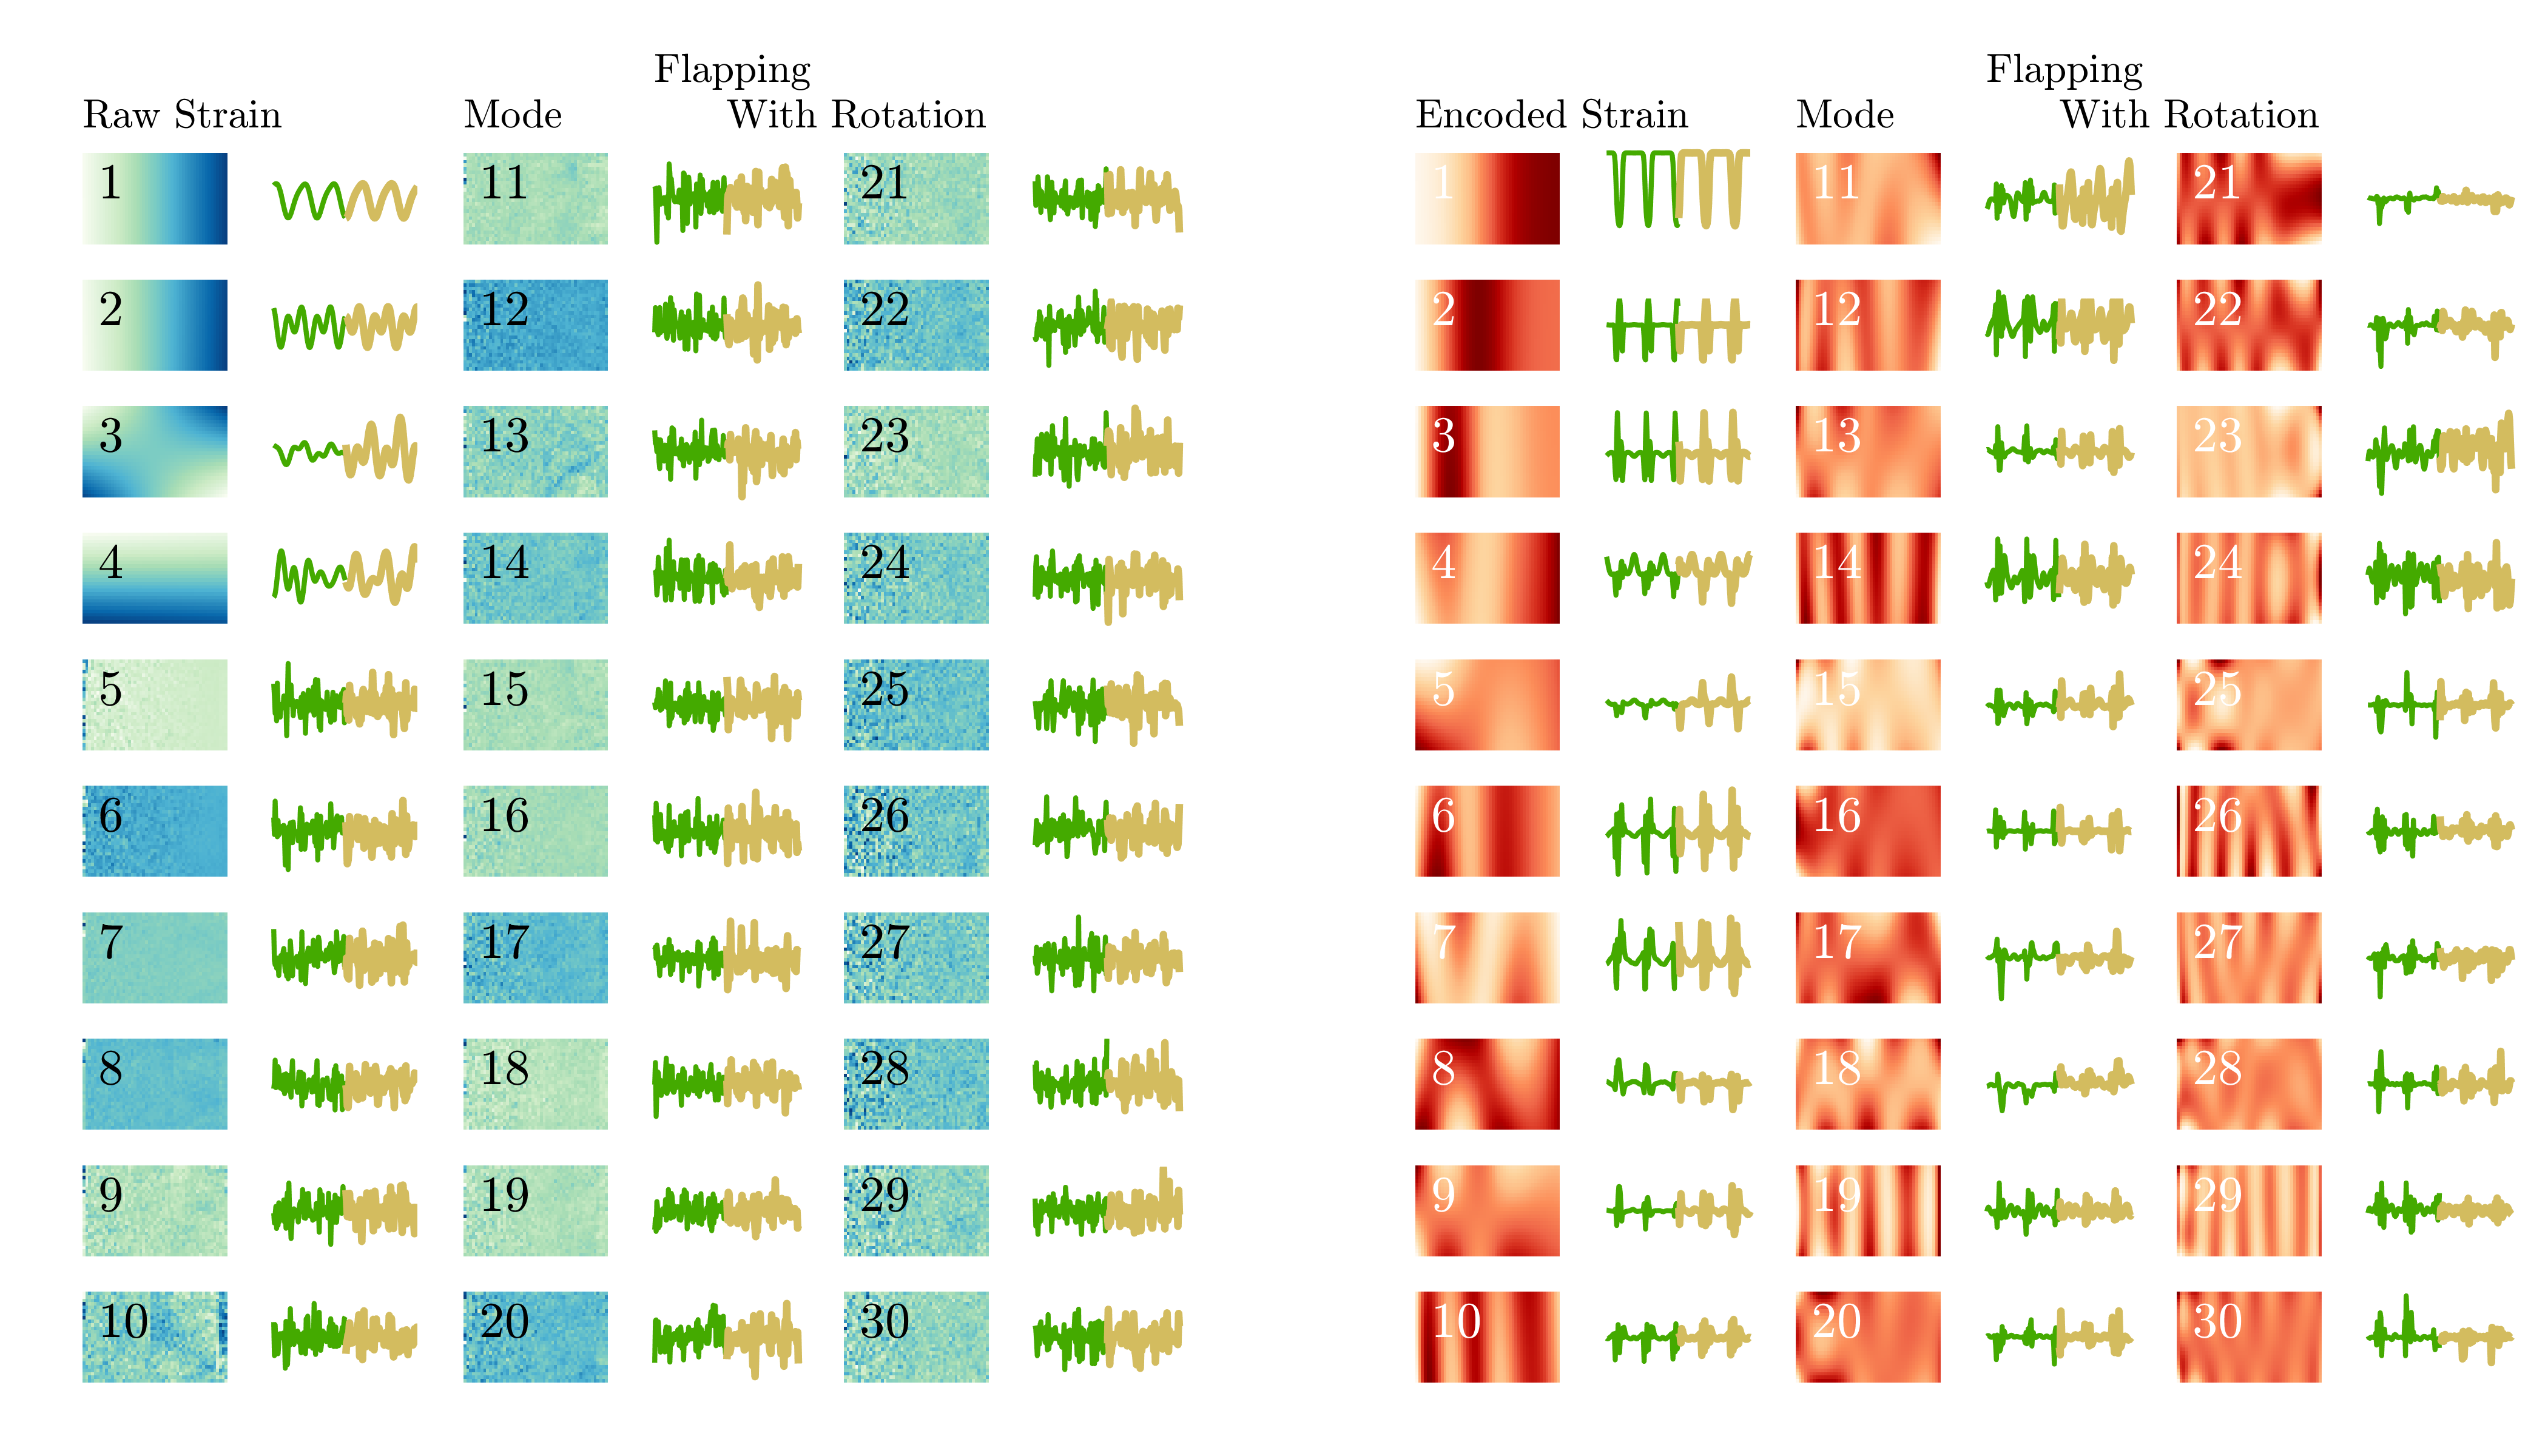 Flapping
Raw Strain Mode With Rotation
1 11 21
2 12 22
3 13 23
4 14 24
5 15 25
6 16 26
7 17 27
8 18 28
9 19 29
10 20 30
Flapping
Encoded Strain Mode With Rotation
1 11 21
2 12 22
3 13 23
4 14 24
5 15 25
6 16 26
7 17 27
8 18 28
9 19 29
10 20 30